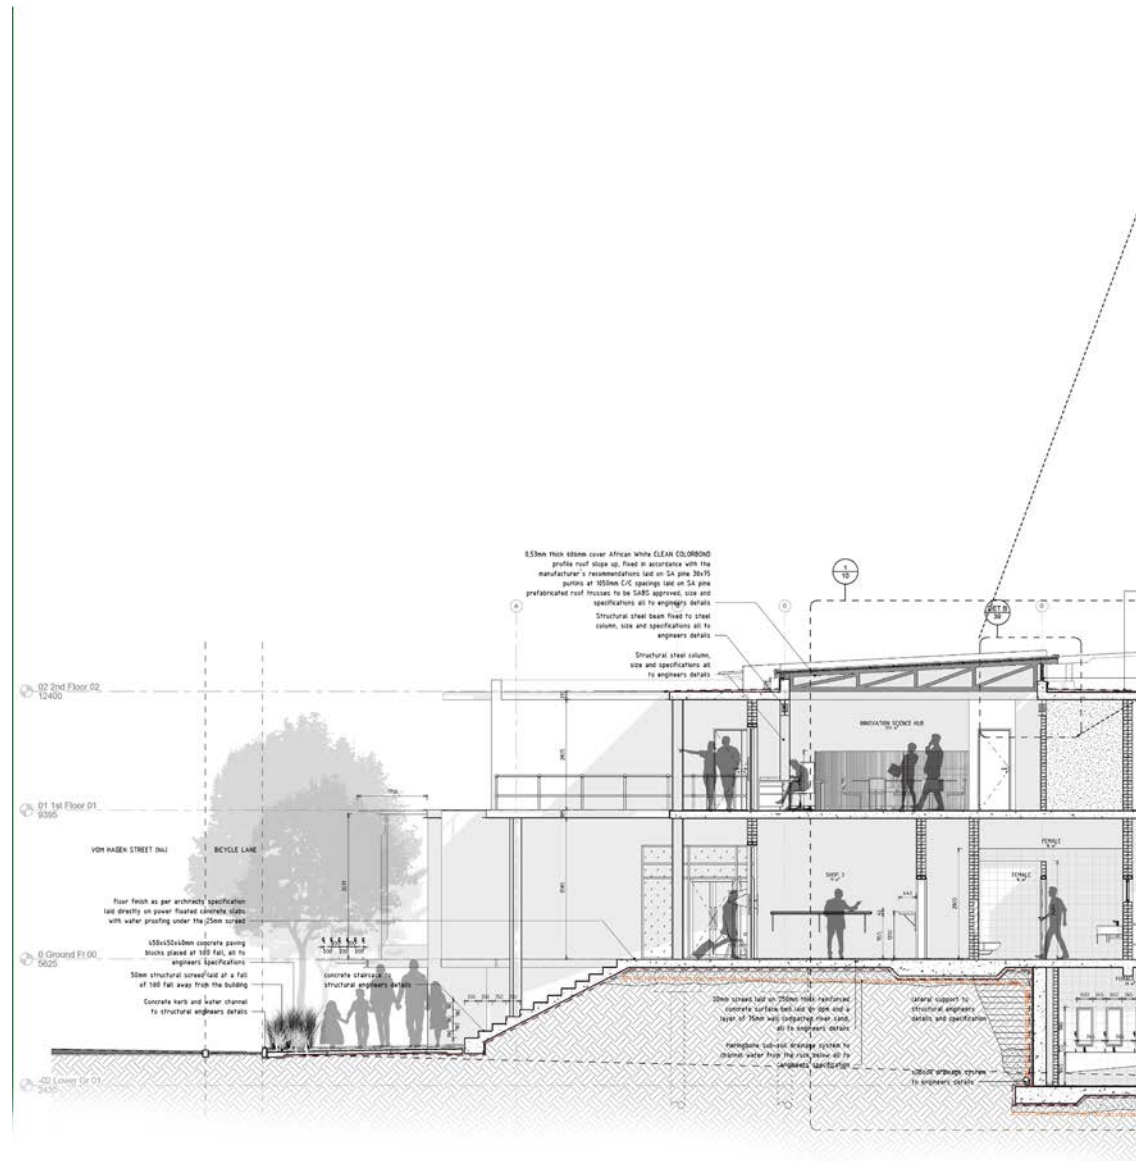 0.53mm thick 686mm cover African White CLEAN COLORBOND
profile roof slope up, fixed in accordance with the
manufacturer's recommendations laid on SA pine 38x75
purlins at 1050mm C/C spacings laid on SA pine
prefabricated roof trusses to be SABS approved, size and
specifications all to engineers details
Structural steel beam fixed to steel
column, size and specifications all to
engineers details
Structural steel column,
size and specifications all
to engineers details
1
10
A
C
DET B
39
02 2nd Floor 02
12400
INNOVATION SCIENCE HUB
01 1st Floor 01
9395
VOM HAGEN STREET (N4)
BICYCLE LANE
SHOP 3
FEMALE
FEMALE
floor finish as per architects specification
laid directly on power floated concrete slabs
with water proofing under the 25mm screed
0 Ground Fl 00
5625
450x450x40mm concrete paving
blocks placed at 1:80 fall, all to
engineers specifications
50mm structural screed laid at a fall
of 1:80 fall away from the building
Concrete kerb and water channel
to structural engineers details
concrete staircase to
structural engineers details
30mm screed laid on 250mm thick reinforced
concrete surface bed laid on dpm and a
layer of 75mm well compacted river sand,
all to engineers details
Haringbone sub-soil drainage system to
channel water from the rock below all to
engineers specification
lateral support to
structural engineers
details and specification
subsoil drainage system
to engineers details
-02 Lower Gr 01
2435